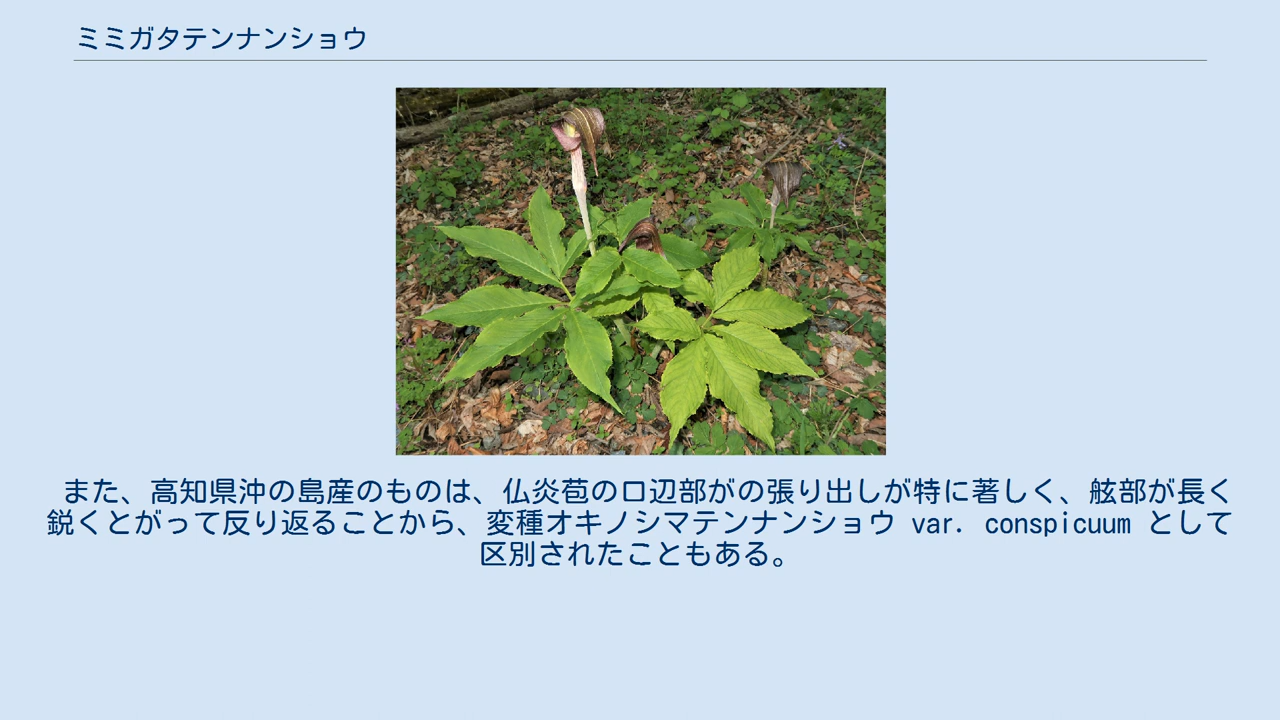 ミミガタテンナンショウ
また、高知県沖の島産のものは、仏炎苞の口辺部がの張り出しが特に著しく、舷部が長く
鋭くとがって反り返ることから、変種オキノシマテンナンショウ var. conspicuum として
区別されたこともある。